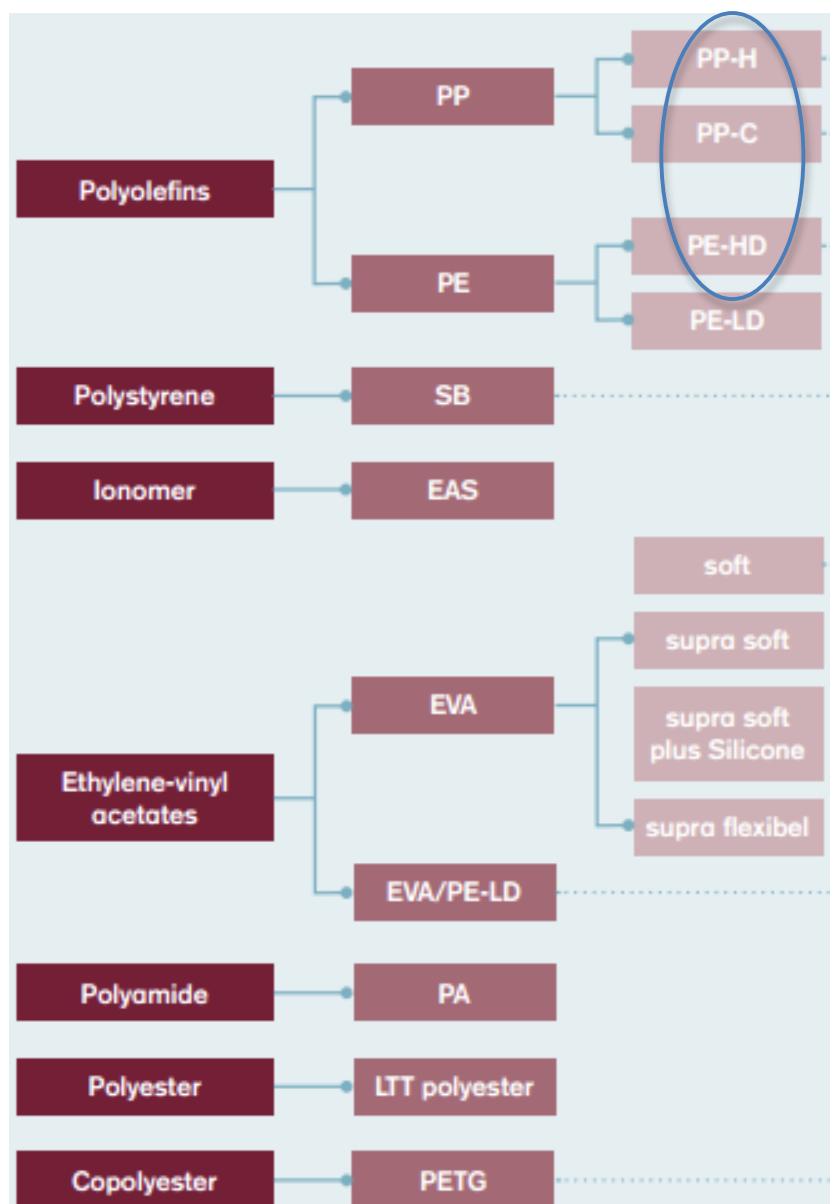 PP-H
PP
PP-C
Polyolefins
PE-HD
PE
PE-LD
Polystyrene
SB
Ionomer
EAS
soft
supra soft
EVA
supra soft
plus Silicone
Ethylene-vinyl
acetates
supra flexibel
EVA/PE-LD
Polyamide
PA
Polyester
LTT polyester
Copolyester
PETG